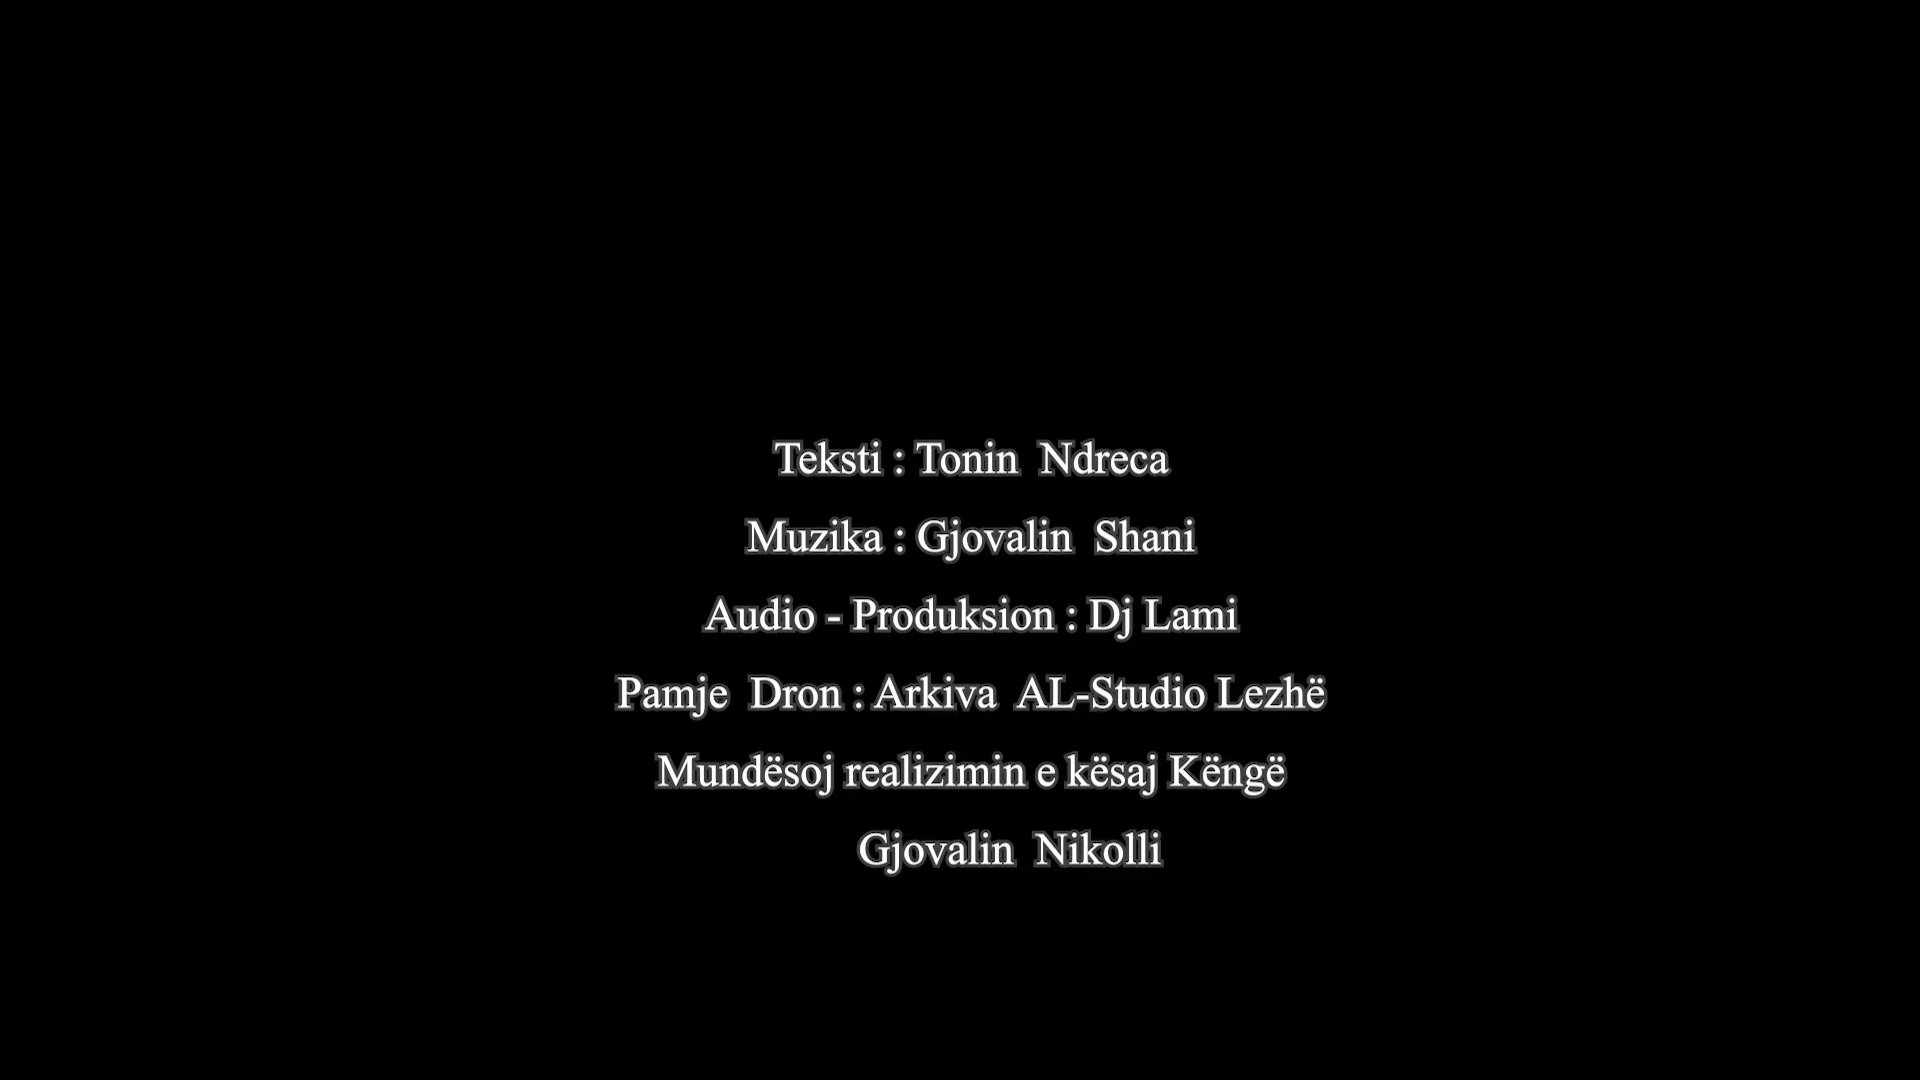 Teksti : Tonin Ndreca
Muzika : Gjovalin Shani
Audio - Produksion : Dj Lami
Pamje Dron : Arkiva AL-Studio Lezhë
Mundësoj realizimin e kësaj Këngë
Gjovalin Nikolli